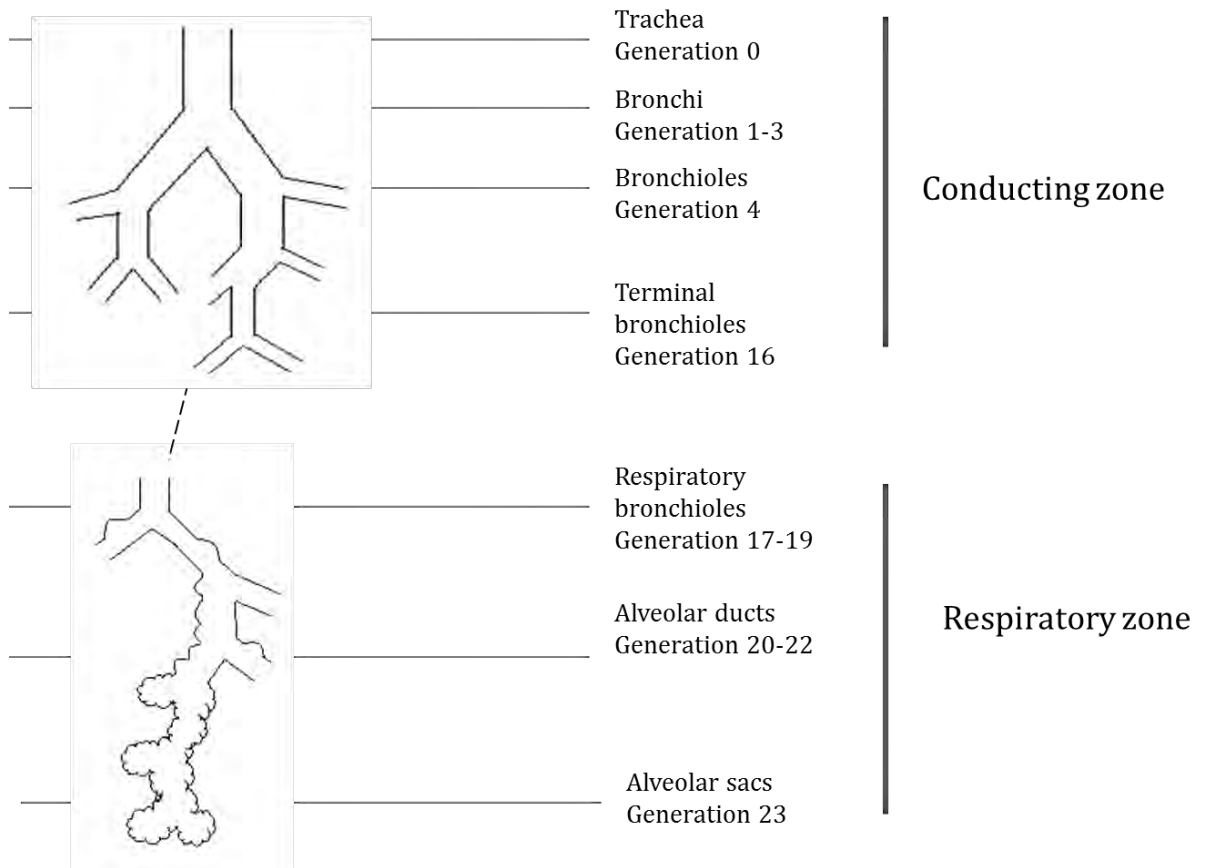 Trachea
Generation 0
Bronchi
Generation 1-3
Bronchioles
Generation 4
Conducting zone
Terminal
bronchioles
Generation 16
Respiratory
bronchioles
Generation 17-19
Alveolar ducts
Generation 20-22
Respiratory zone
Alveolar sacs
Generation 23